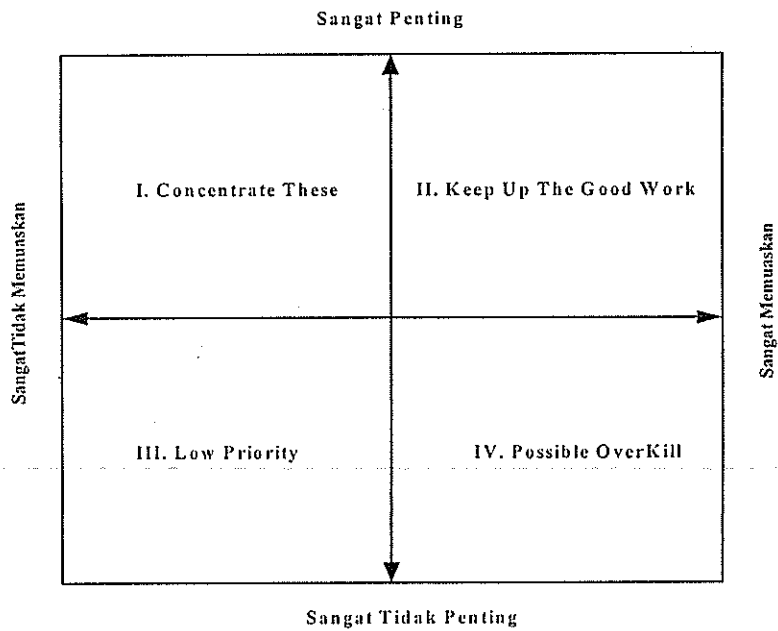 Sangat Penting
I. Concentrate These
II. Keep Up The Good Work
SangatTidak Memuaskan
Sangat Memuaskan
III. Low Priority
IV. Possible OverKill
Sangat Tidak Penting